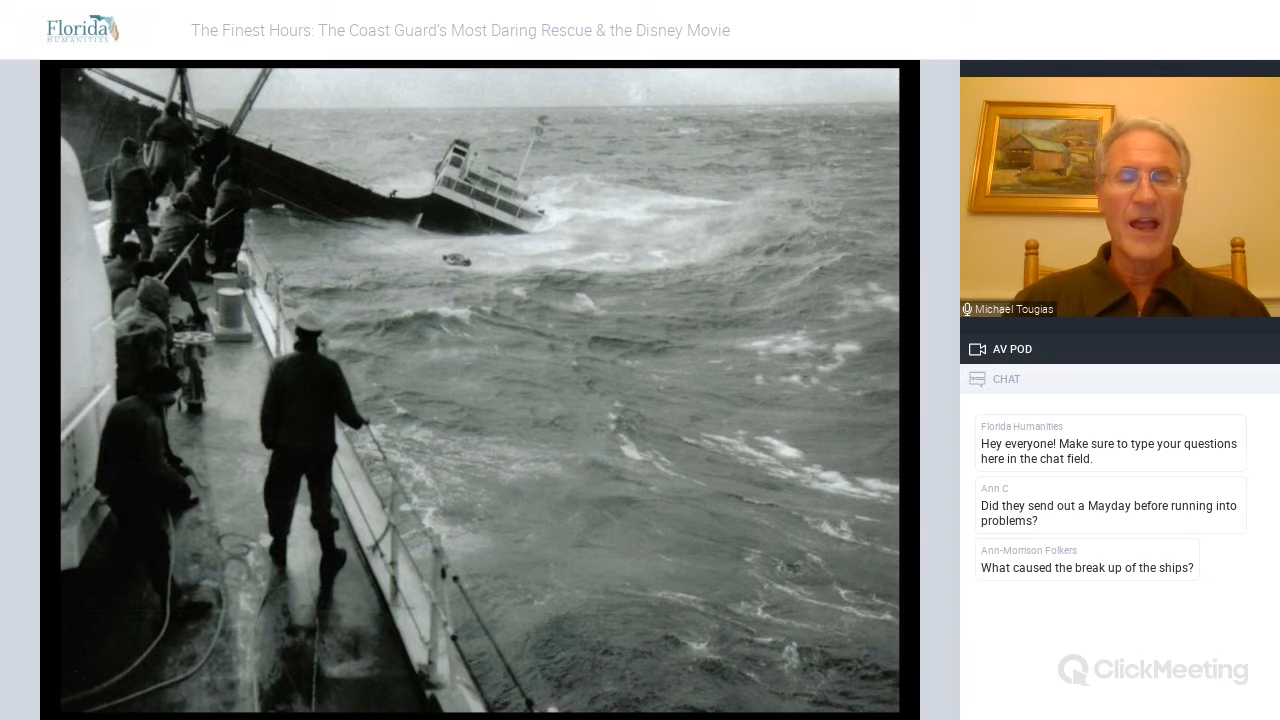 Florida
HUMANITIES
The Finest Hours: The Coast Guard's Most Daring Rescue & the Disney Movie
Michael Tougias
AV POD
CHAT
Florida Humanities
Hey everyone! Make sure to type your questions
here in the chat field.
Ann C
Did they send out a Mayday before running into
problems?
Ann-Morrison Folkers
What caused the break up of the ships?
ClickMeeting